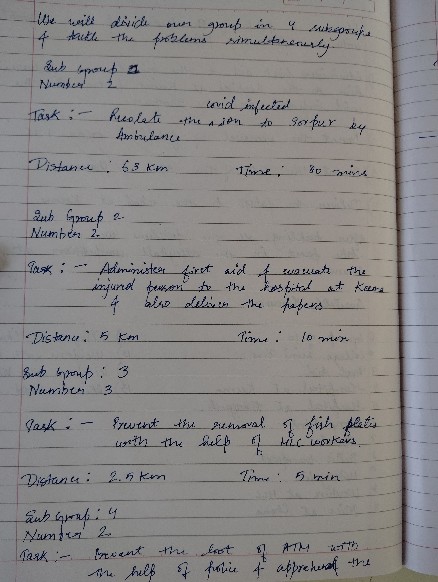 We will divide our group in 4 subgroups
& tackle the problems simultaneously.
Sub Group 1
Number 2
covid infected
Task :- Resolate the son to Sorpur by
Ambulance
Distance : 53 Km Time : 80 mins
Sub Group 2
Number 2
Task :- Administer first aid & evacuate the
injured person to the hospital at
& also deliver the papers
Distance : 5 Km Time : 10 min
Sub Group : 3
Number 3
Task :- Prevent the removal of fish plates
with the help of workers.
Distance : 2.5 Km Time : 5 min
Sub Group : 4
Number 2
Task :- Prevent the loot of ATM with
the help of police & apprehend the